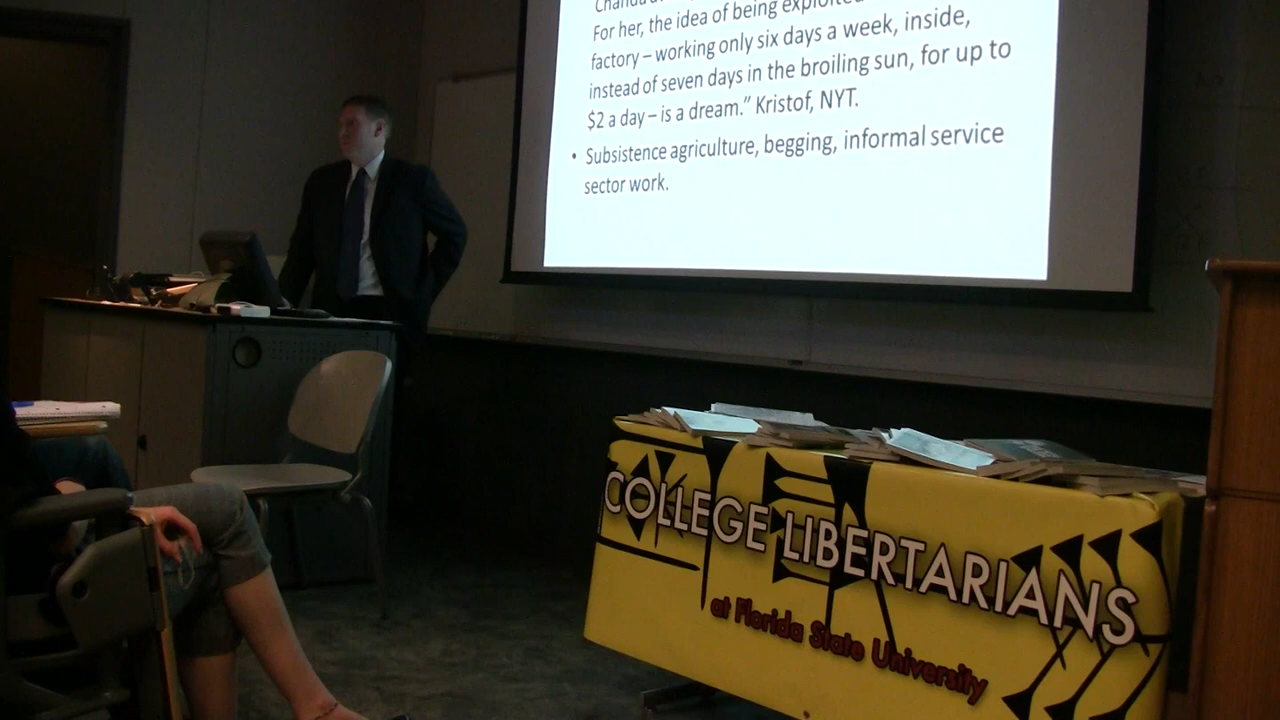 For her, the idea of being exploited
factory – working only six days a week, inside,
instead of seven days in the broiling sun, for up to
$2 a day – is a dream.” Kristof, NYT.
• Subsistence agriculture, begging, informal service
sector work.
COLLEGE LIBERTARIANS
at Florida State University